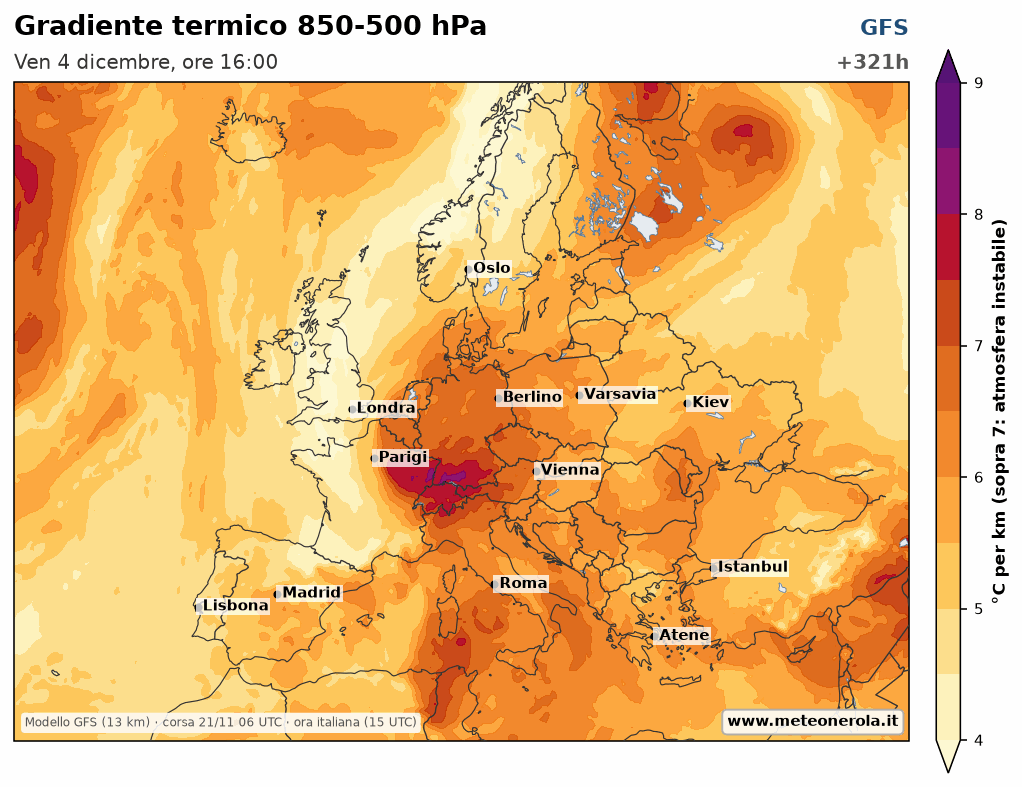 Gradiente termico 850-500 hPa
GFS
Ven 4 dicembre, ore 16:00
+321h
Oslo
Londra
Berlino
Varsavia
Kiev
Parigi
Vienna
Istanbul
Roma
Madrid
Lisbona
Atene
Modello GFS (13 km) · corsa 21/11 06 UTC · ora italiana (15 UTC)
www.meteonerola.it
9
8
7
6
5
4
°C per km (sopra 7: atmosfera instabile)